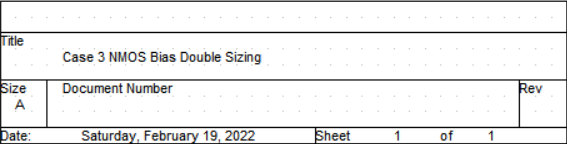 Title
Case 3 NMOS Bias Double Sizing
Size Document Number Rev
A
Date: Saturday, February 19, 2022 Sheet 1 of 1